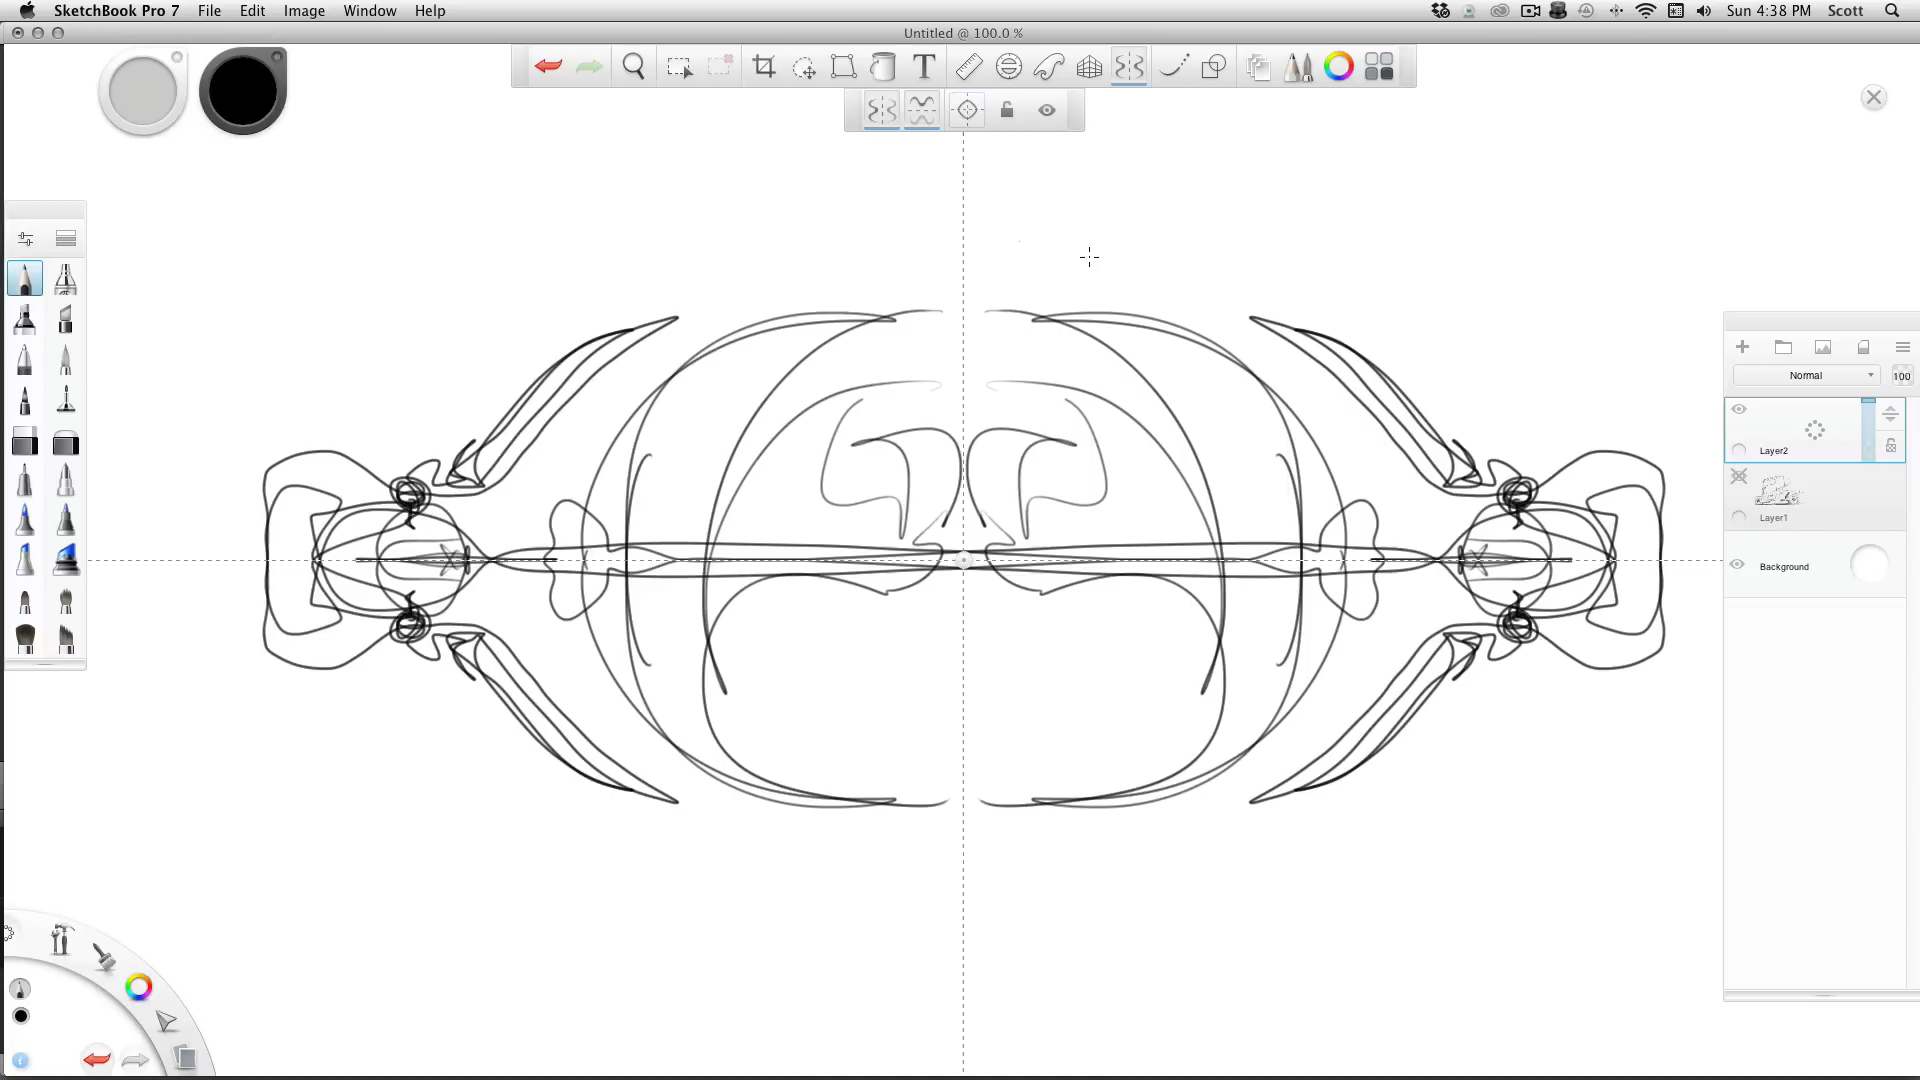 SketchBook Pro 7 File Edit Image Window Help Sun 4:38 PM Scott
Untitled @ 100.0 %
T
Normal 100
Layer2
Layer1
Background